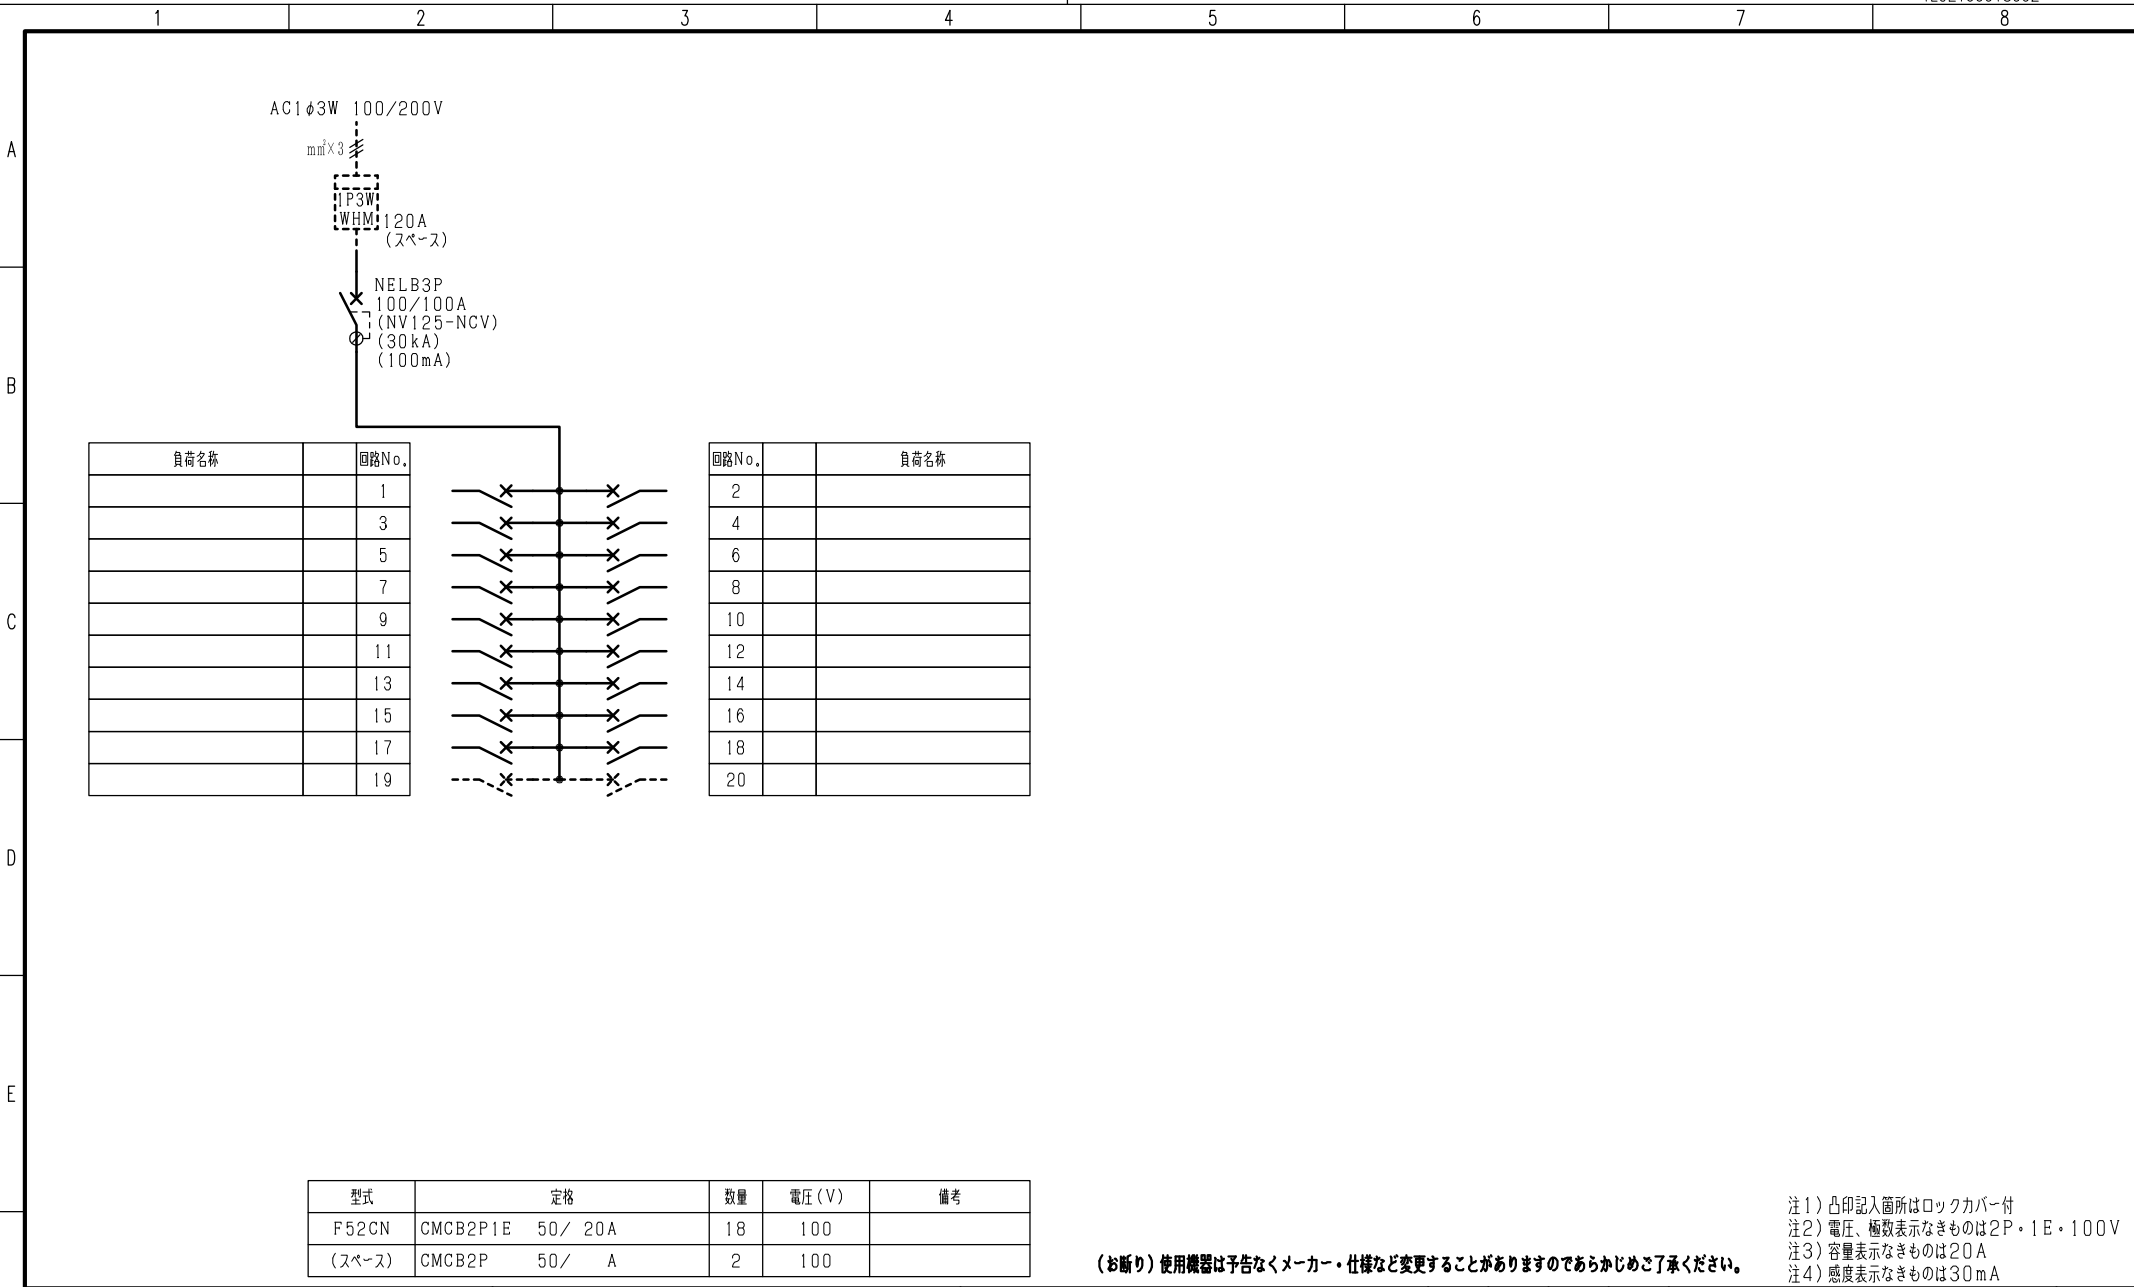 1 2 3 4 5 6 7 8
A
B
C
D
E
AC1φ3W 100/200V
mm²×3
1P3W
WHM
120A
(スペース)
NELB3P
100/100A
(NV125-NCV)
(30kA)
(100mA)
負荷名称 回路No. 回路No. 負荷名称
1 2
3 4
5 6
7 8
9 10
11 12
13 14
15 16
17 18
19 20
型式 定格 数量 電圧(V) 備考
F52CN CMCB2P1E 50/ 20A 18 100
(スペース) CMCB2P 50/ A 2 100
(お断り)使用機器は予告なくメーカー・仕様など変更することがありますのであらかじめご了承ください。
注1)凸印記入箇所はロックカバー付
注2)電圧、極数表示なきものは2P・1E・100V
注3)容量表示なきものは20A
注4)感度表示なきものは30mA